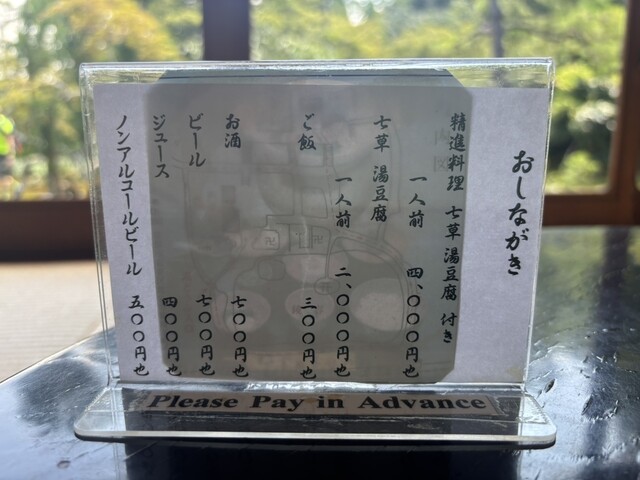 おしながき
精進料理 七草湯豆腐 付き
一人前 四、〇〇〇円也
七草 湯豆腐
一人前 二、〇〇〇円也
ご飯 三〇〇円也
お酒 七〇〇円也
ビール 七〇〇円也
ジュース 四〇〇円也
ノンアルコールビール 五〇〇円也
Please Pay in Advance